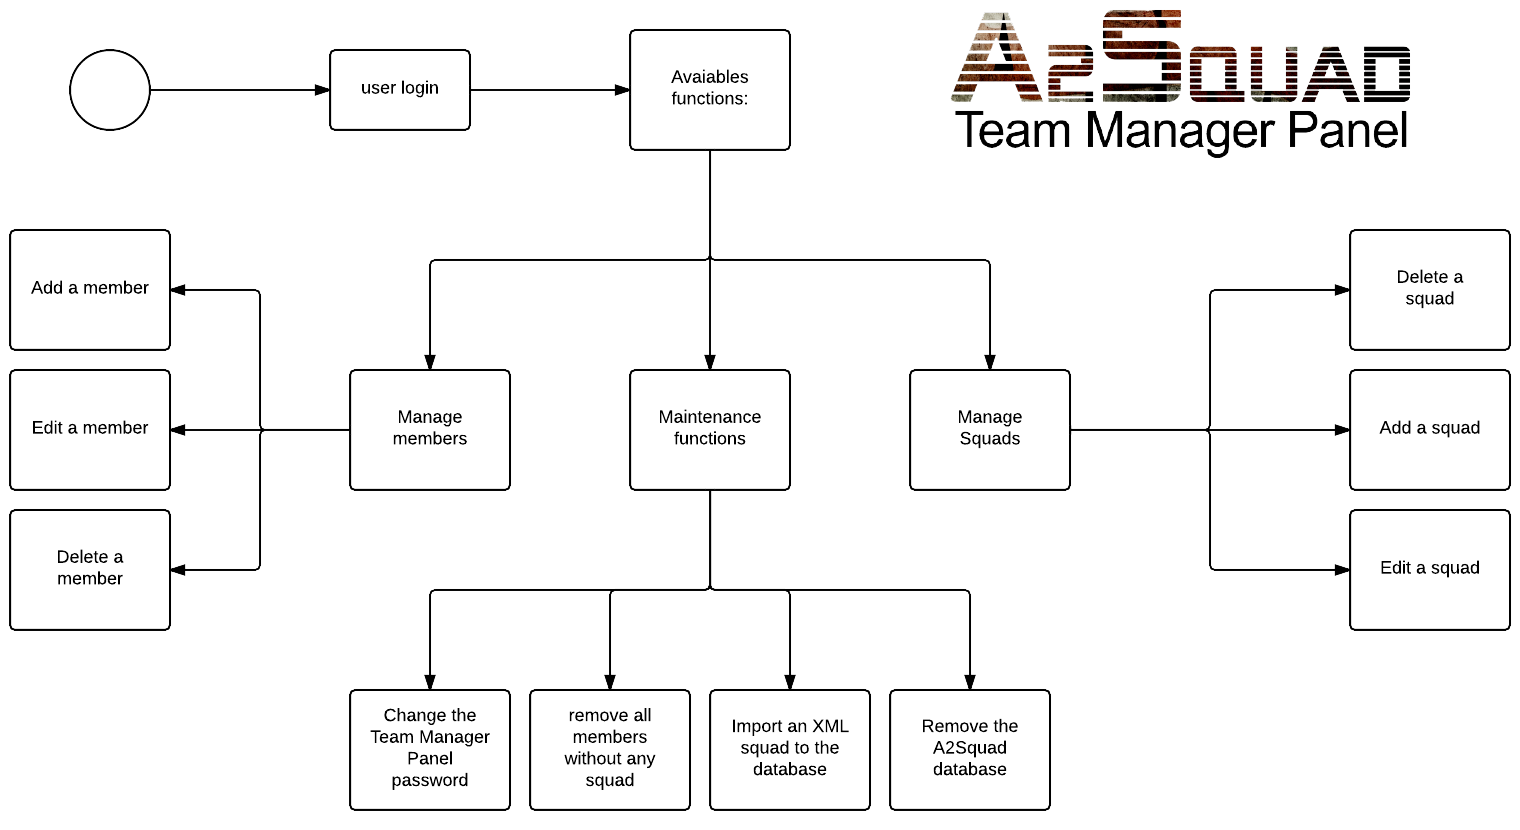 A2SQUAD
Team Manager Panel
user login
Avaiables
functions:
Add a member
Edit a member
Delete a
member
Manage
members
Maintenance
functions
Manage
Squads
Delete a
squad
Add a squad
Edit a squad
Change the
Team Manager
Panel
password
remove all
members
without any
squad
Import an XML
squad to the
database
Remove the
A2Squad
database